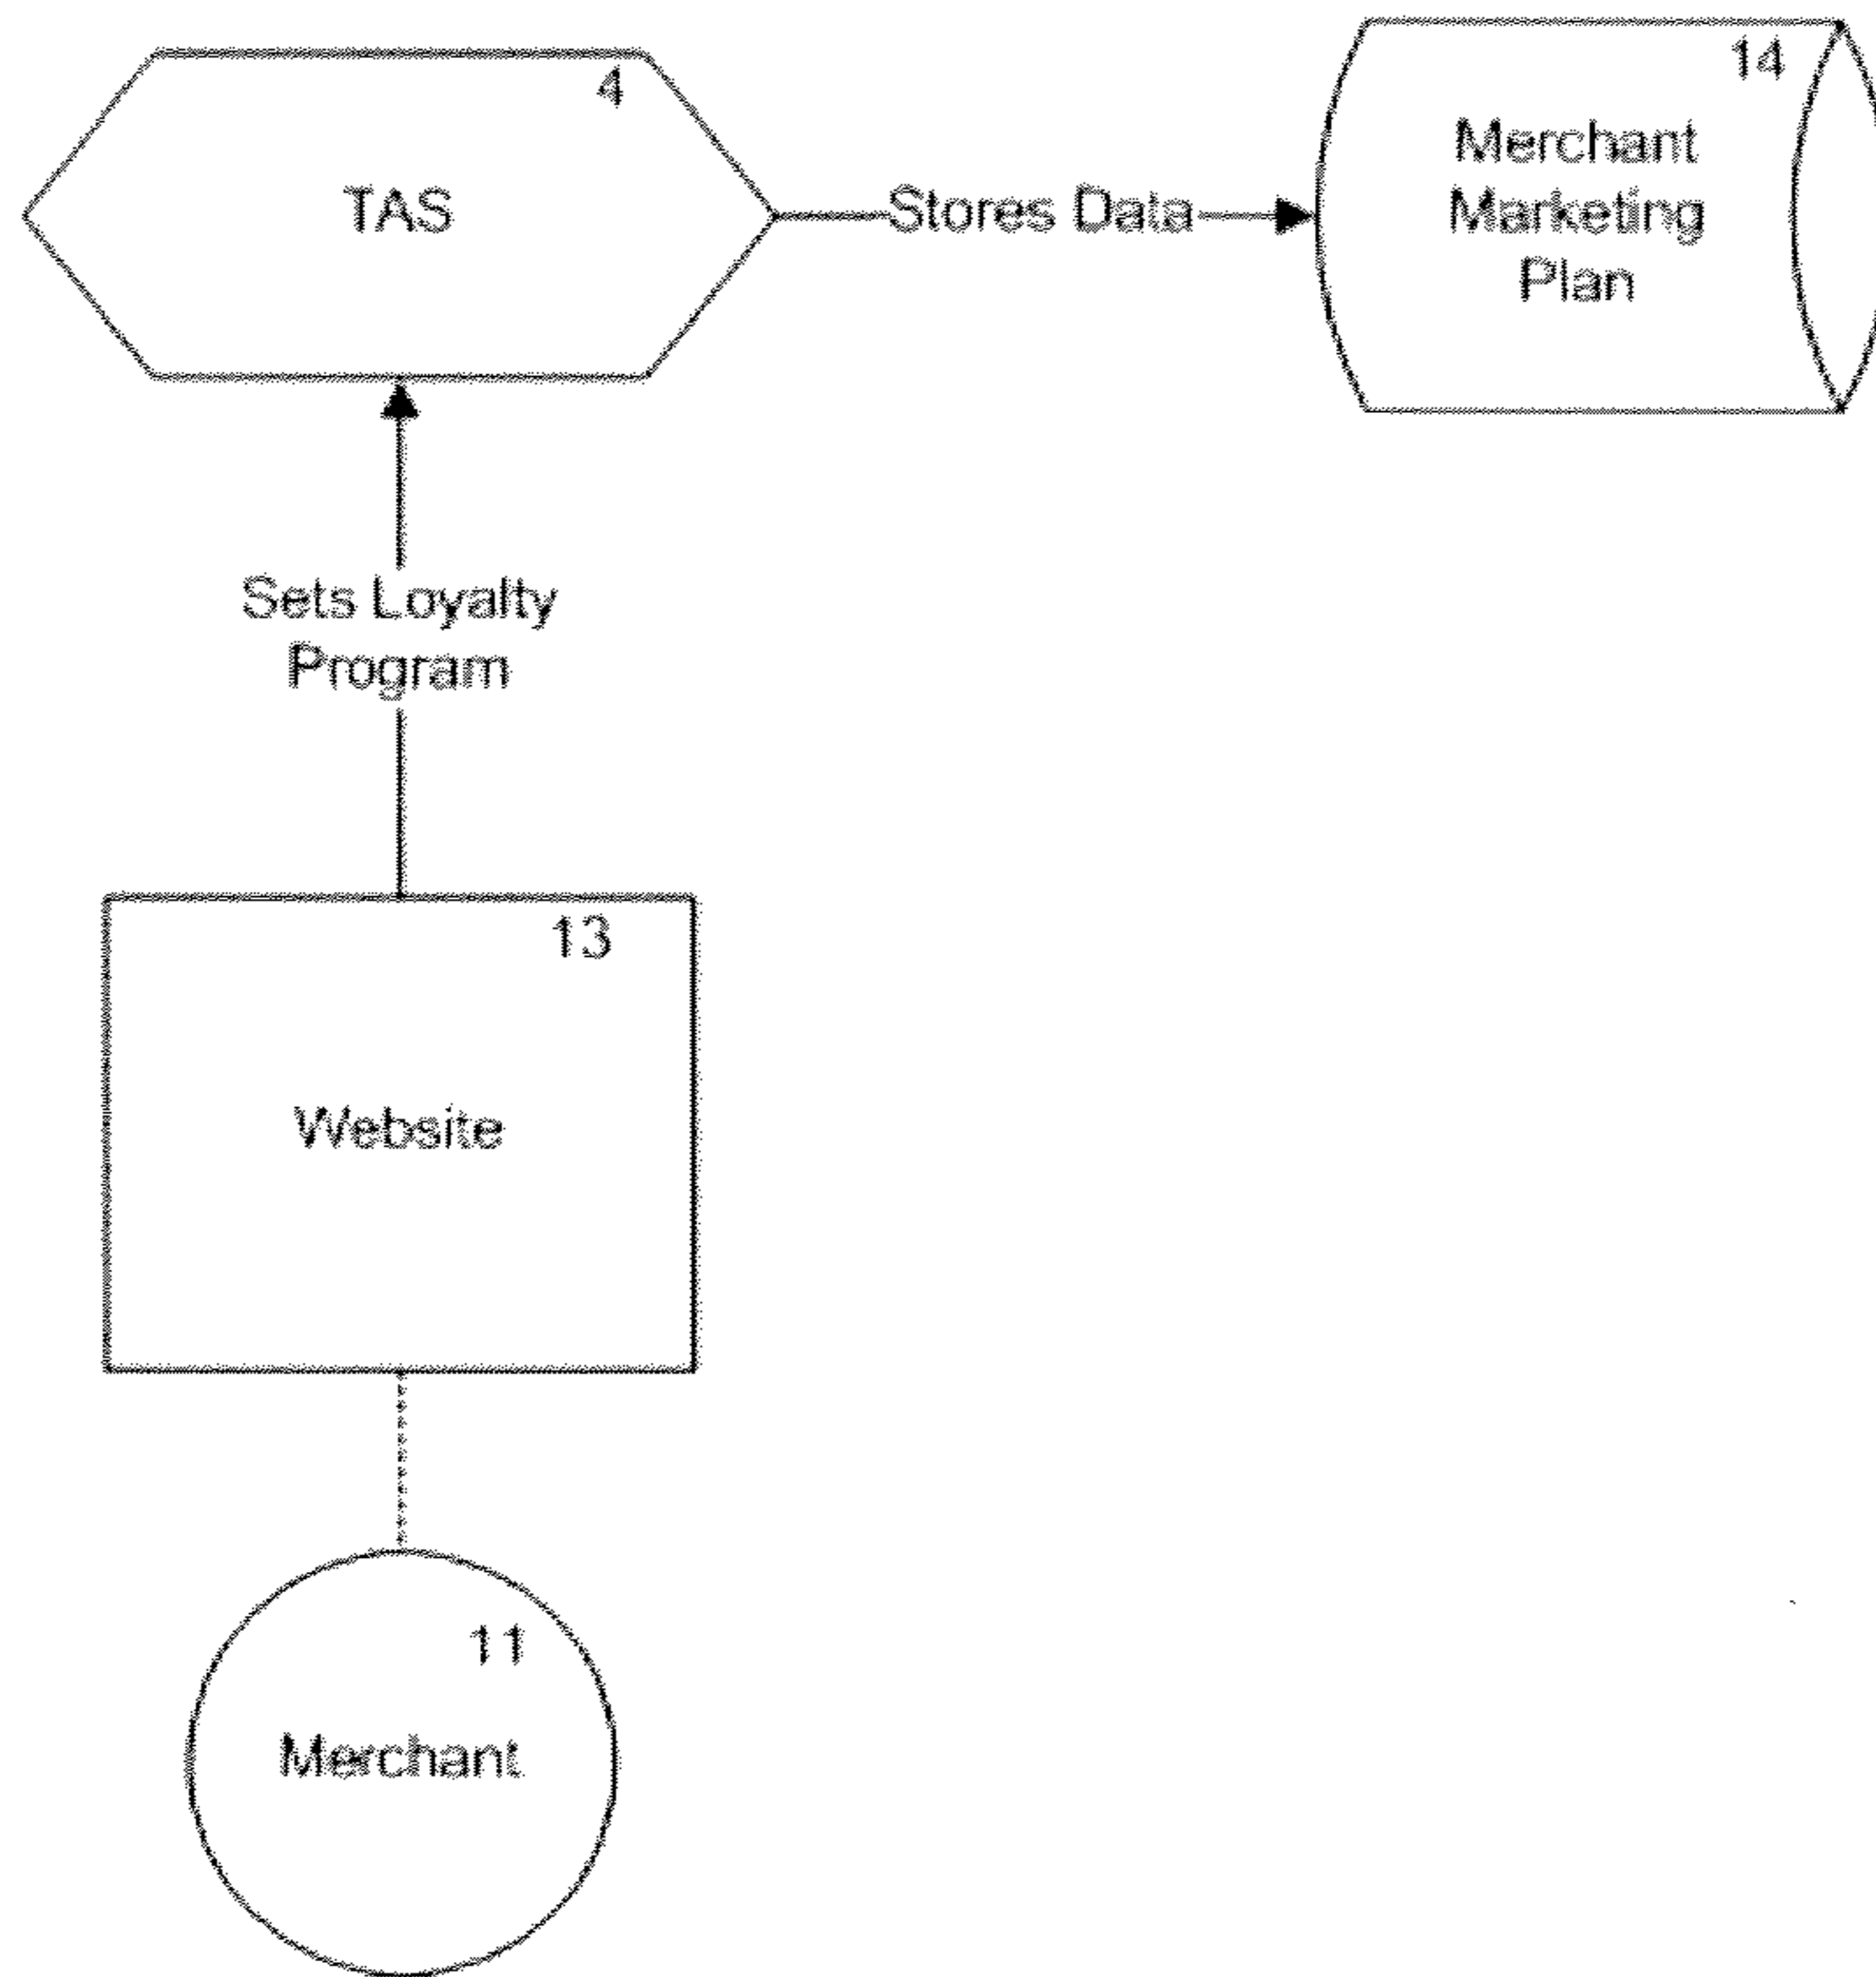 4
TAS
Stores Data
14
Merchant
Marketing
Plan
Sets Loyalty
Program
13
Website
11
Merchant